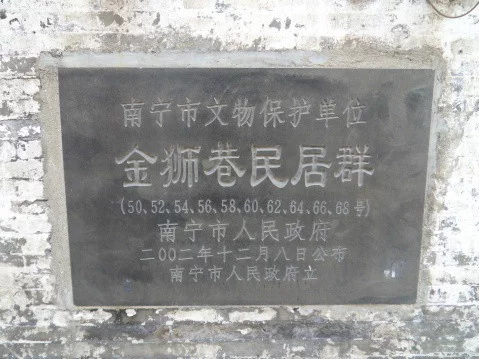 南宁市文物保护单位
金狮巷民居群
(50、52、54、56、58、60、62、64、66、68号)
南宁市人民政府
二00二年十二月八日公布
南宁市人民政府立